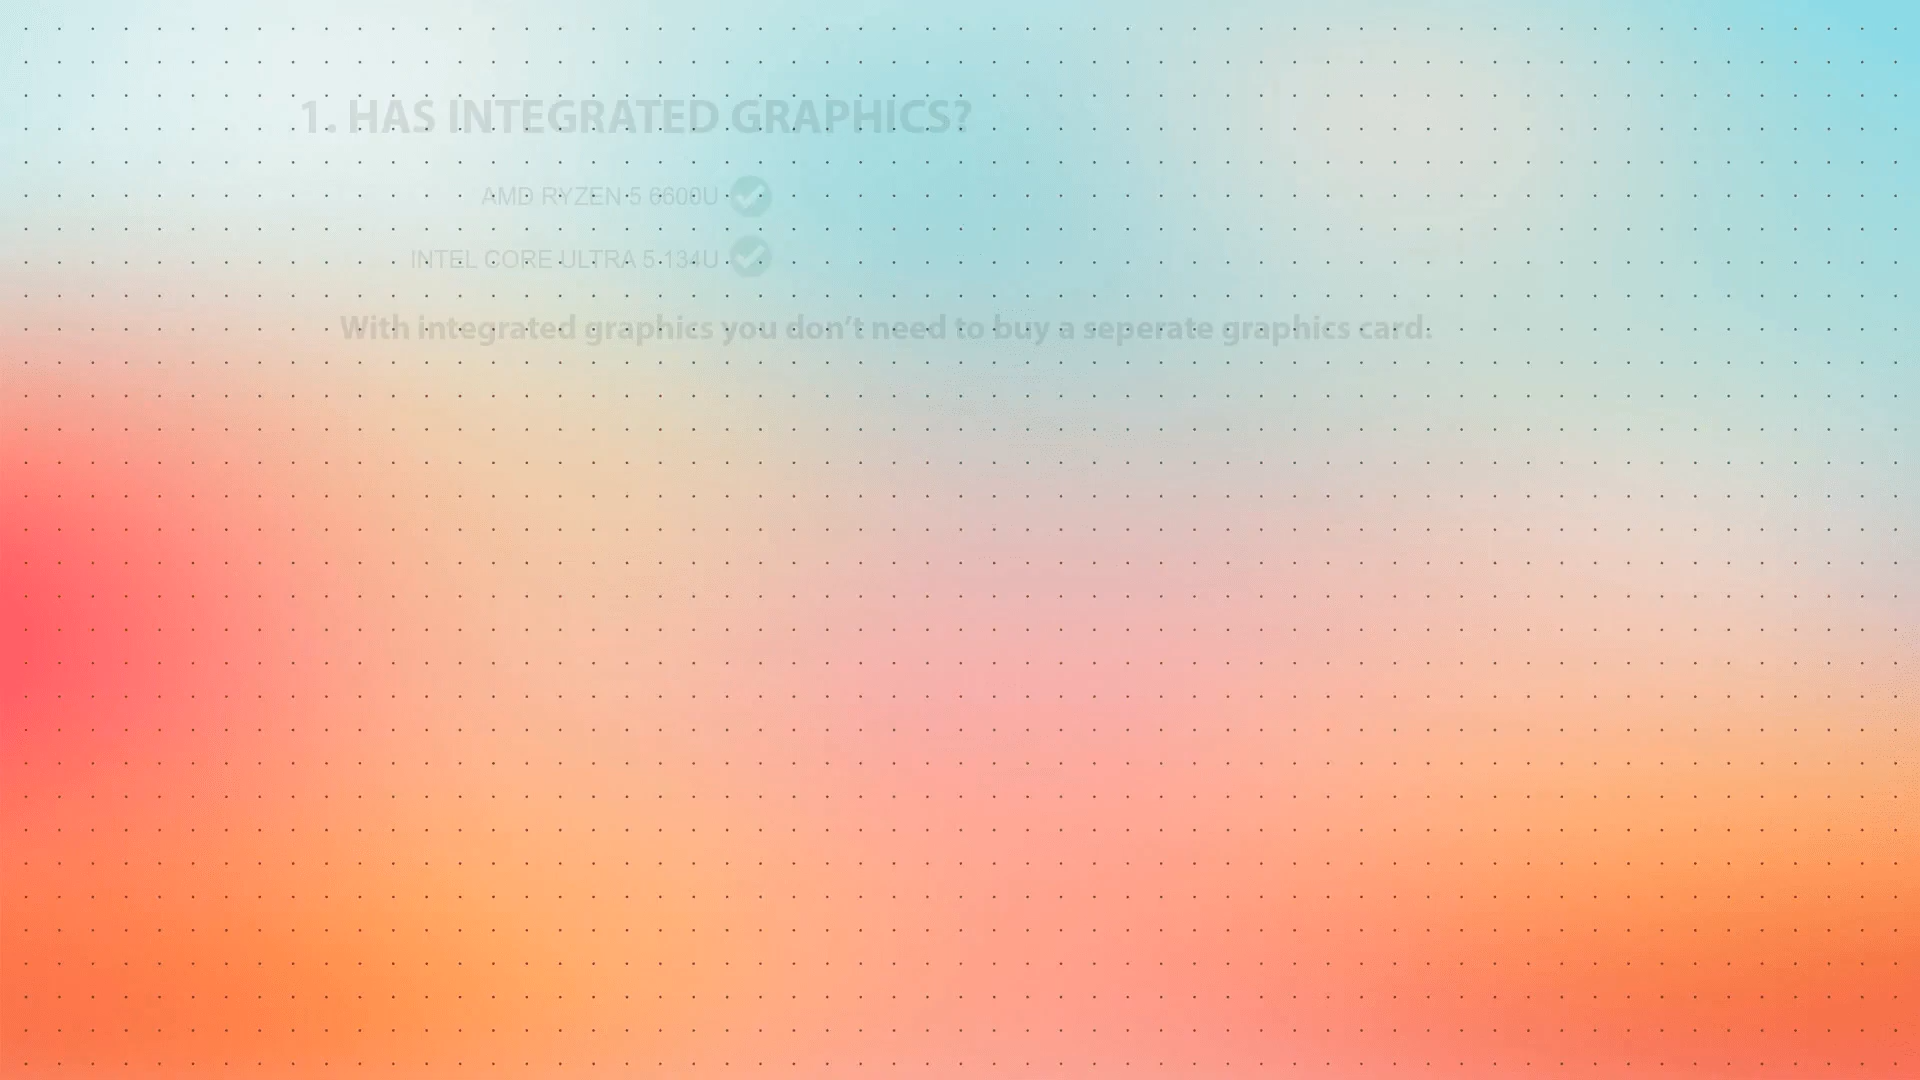 1. HAS INTEGRATED GRAPHICS?
AMD RYZEN 5 6600U
INTEL CORE ULTRA 5 134U
With integrated graphics you don’t need to buy a seperate graphics card.